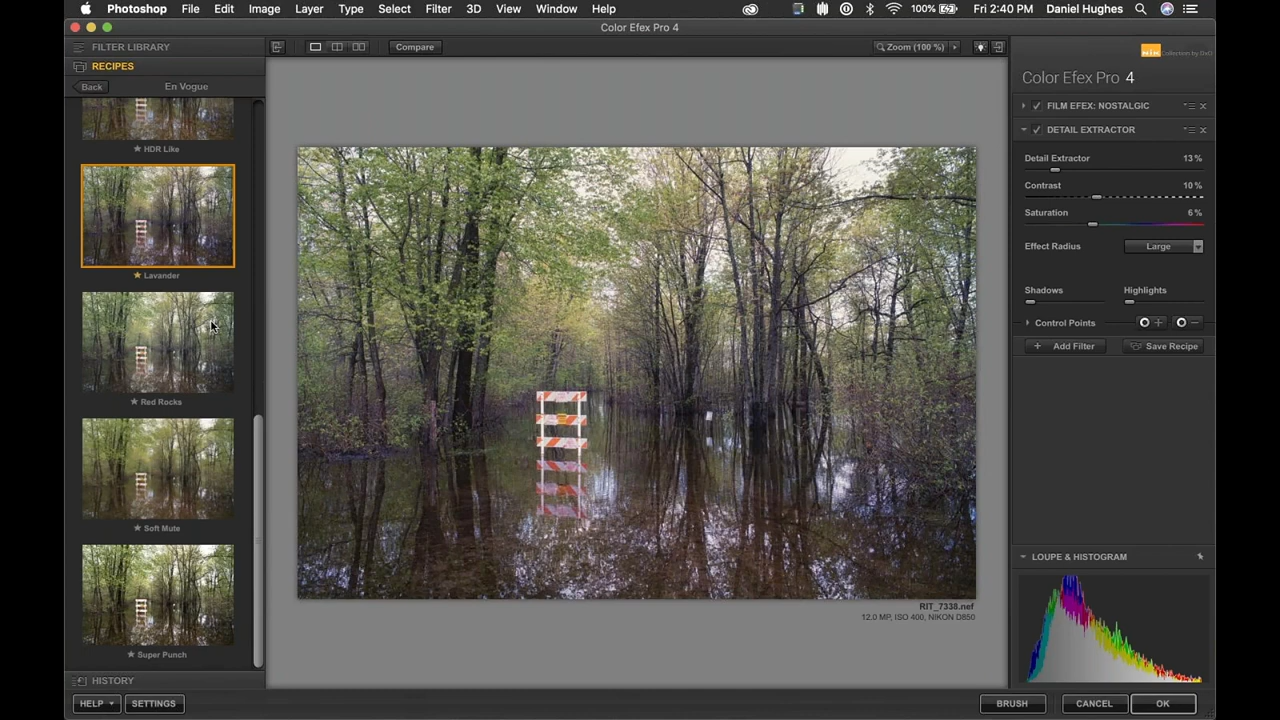 Photoshop File Edit Image Layer Type Select Filter 3D View Window Help 100% Fri 2:40 PM Daniel Hughes
Color Efex Pro 4
FILTER LIBRARY
Compare
Zoom (100 %)
RECIPES
Back
En Vogue
HDR Like
Lavander
Red Rocks
Soft Mute
Super Punch
HISTORY
HELP
SETTINGS
RIT_7338.nef
12.0 MP, ISO 400, NIKON D850
Nik Collection by DxO
Color Efex Pro 4
FILM EFEX: NOSTALGIC
DETAIL EXTRACTOR
Detail Extractor 13 %
Contrast 10 %
Saturation 6 %
Effect Radius Large
Shadows Highlights
Control Points
Add Filter Save Recipe
LOUPE & HISTOGRAM
BRUSH CANCEL OK